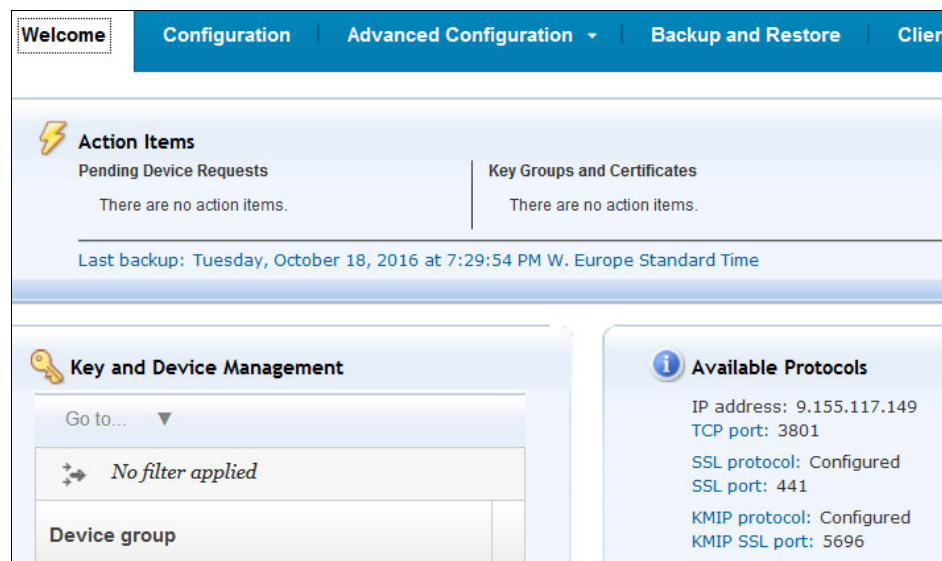 Welcome Configuration Advanced Configuration Backup and Restore
Action Items
Pending Device Requests Key Groups and Certificates
There are no action items. There are no action items.
Last backup: Tuesday, October 18, 2016 at 7:29:54 PM W. Europe Standard Time
Key and Device Management
Go to...
No filter applied
Device group
Available Protocols
IP address: 9.155.117.149
TCP port: 3801
SSL protocol: Configured
SSL port: 441
KMIP protocol: Configured
KMIP SSL port: 5696